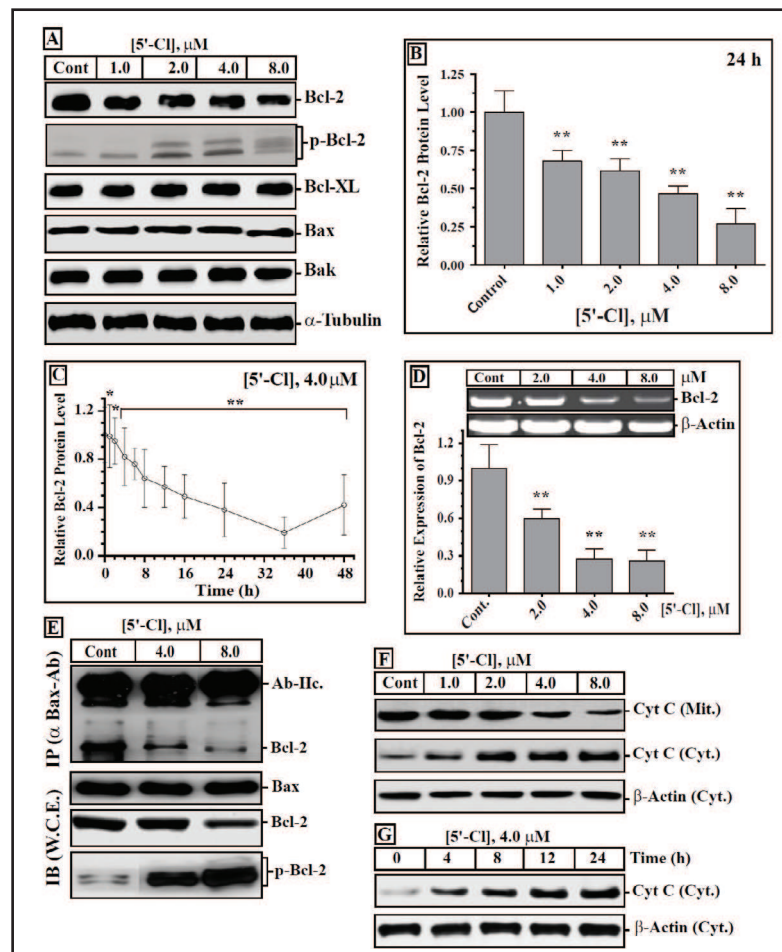 A
[5'-Cl], μM
Cont 1.0 2.0 4.0 8.0
Bcl-2
p-Bcl-2
Bcl-XL
Bax
Bak
α-Tubulin
B
24 h
Relative Bcl-2 Protein Level
1.25
1.00
0.75
0.50
0.25
0.00
** ** ** **
Control 1.0 2.0 4.0 8.0
[5'-Cl], μM
C
[5'-Cl], 4.0 μM
* * **
Relative Bcl-2 Protein Level
1.2
0.8
0.4
0.0
0 8 16 24 32 40 48
Time (h)
D
Cont 2.0 4.0 8.0 μM
Bcl-2
β-Actin
Relative Expression of Bcl-2
1.2
0.9
0.6
0.3
0.0
** ** **
Cont. 2.0 4.0 8.0 [5'-Cl], μM
E
[5'-Cl], μM
Cont 4.0 8.0
IP (α Bax-Ab)
Ab-IIc.
Bcl-2
IB (W.C.E.)
Bax
Bcl-2
p-Bcl-2
F
[5'-Cl], μM
Cont 1.0 2.0 4.0 8.0
Cyt C (Mit.)
Cyt C (Cyt.)
β-Actin (Cyt.)
G
[5'-Cl], 4.0 μM
0 4 8 12 24 Time (h)
Cyt C (Cyt.)
β-Actin (Cyt.)